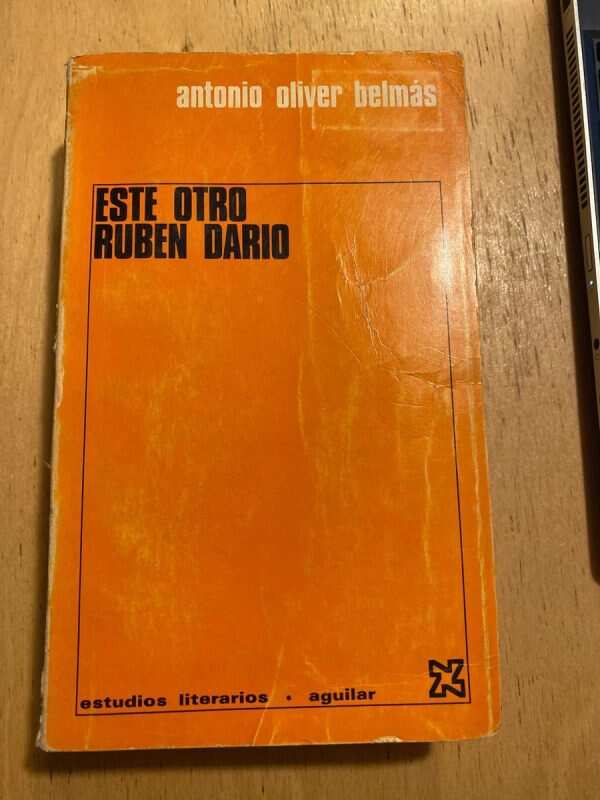 antonio oliver belmás
ESTE OTRO
RUBEN DARIO
estudios literarios • aguilar